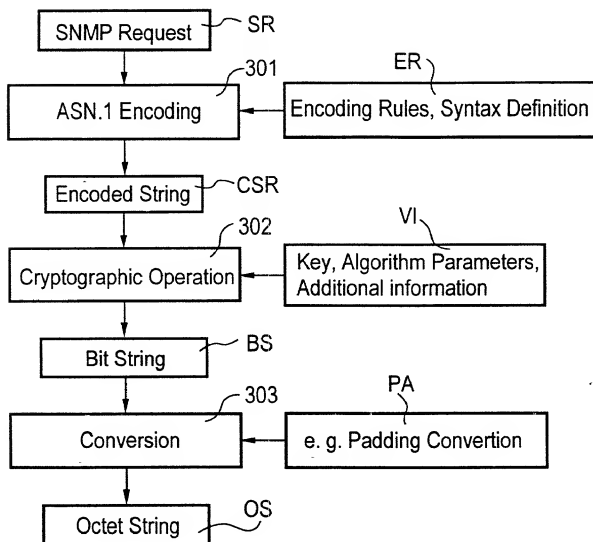 SNMP Request
SR
301
ER
ASN.1 Encoding
Encoding Rules, Syntax Definition
Encoded String
CSR
302
VI
Cryptographic Operation
Key, Algorithm Parameters,
Additional information
Bit String
BS
303
PA
Conversion
e. g. Padding Convertion
Octet String
OS